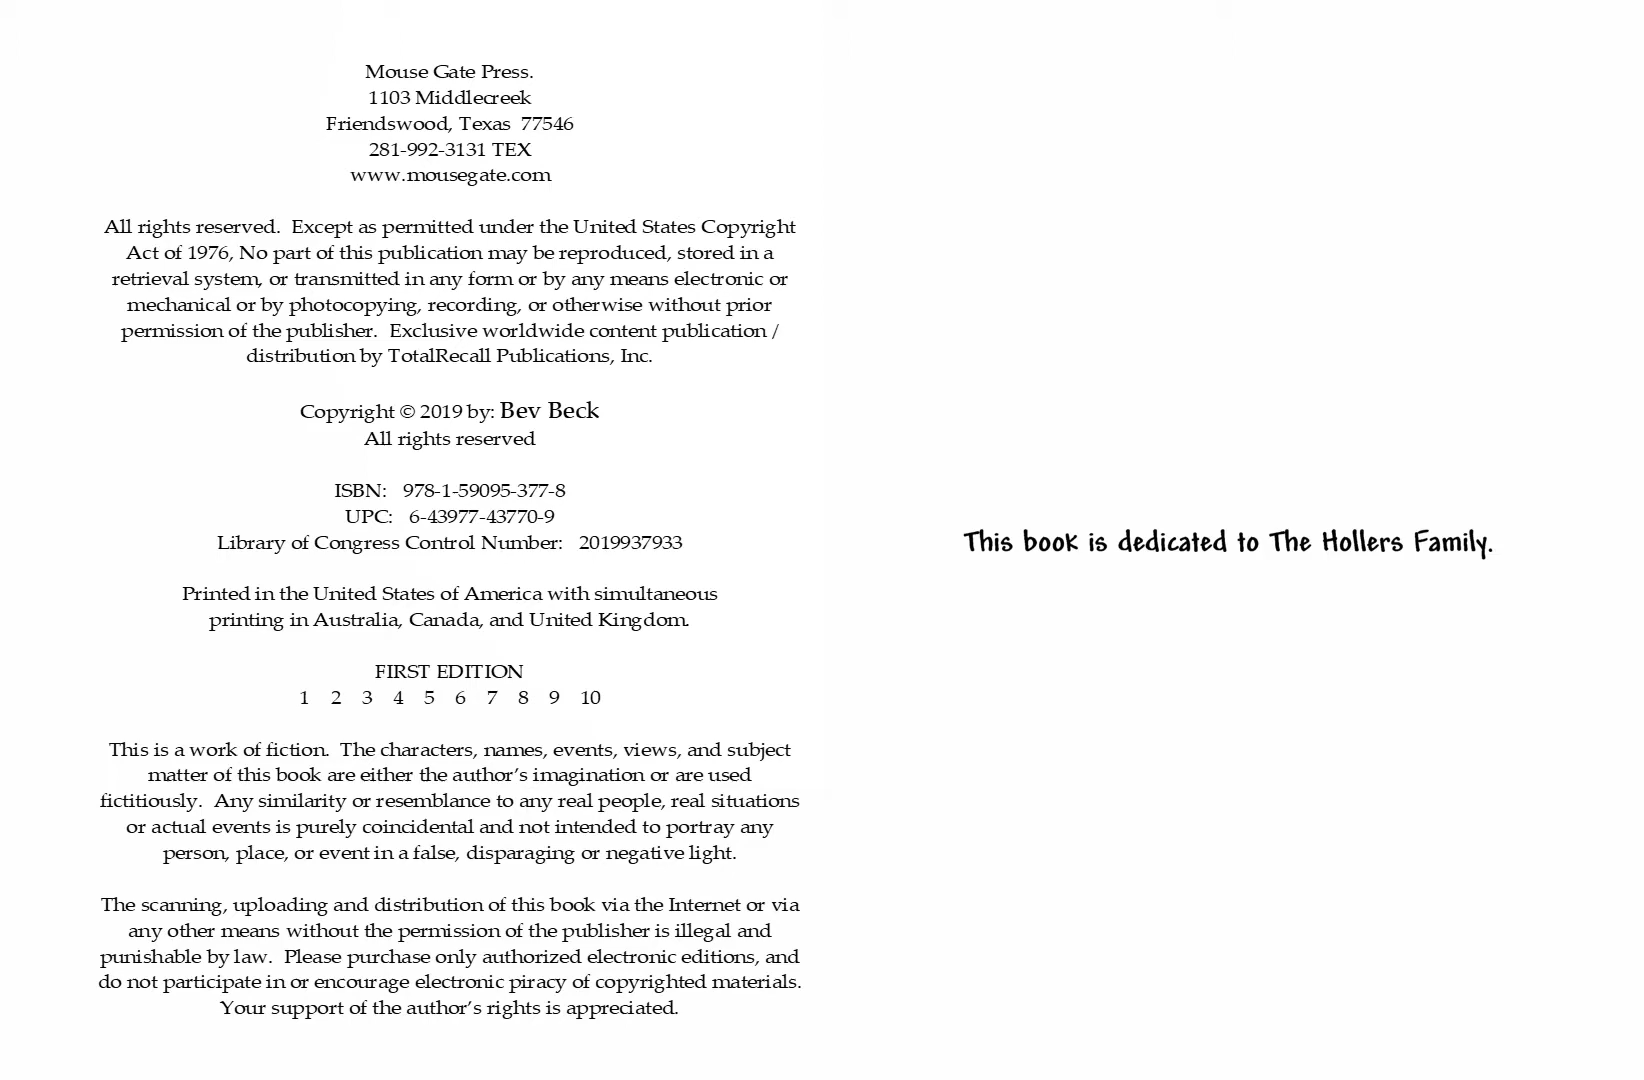 Mouse Gate Press.
1103 Middlecreek
Friendswood, Texas 77546
281-992-3131 TEX
www.mousegate.com
All rights reserved. Except as permitted under the United States Copyright
Act of 1976, No part of this publication may be reproduced, stored in a
retrieval system, or transmitted in any form or by any means electronic or
mechanical or by photocopying, recording, or otherwise without prior
permission of the publisher. Exclusive worldwide content publication /
distribution by TotalRecall Publications, Inc.
Copyright © 2019 by: Bev Beck
All rights reserved
ISBN: 978-1-59095-377-8
UPC: 6-43977-43770-9
Library of Congress Control Number: 2019937933
Printed in the United States of America with simultaneous
printing in Australia, Canada, and United Kingdom.
FIRST EDITION
1 2 3 4 5 6 7 8 9 10
This is a work of fiction. The characters, names, events, views, and subject
matter of this book are either the author’s imagination or are used
fictitiously. Any similarity or resemblance to any real people, real situations
or actual events is purely coincidental and not intended to portray any
person, place, or event in a false, disparaging or negative light.
The scanning, uploading and distribution of this book via the Internet or via
any other means without the permission of the publisher is illegal and
punishable by law. Please purchase only authorized electronic editions, and
do not participate in or encourage electronic piracy of copyrighted materials.
Your support of the author’s rights is appreciated.
This book is dedicated to The Hollers Family.